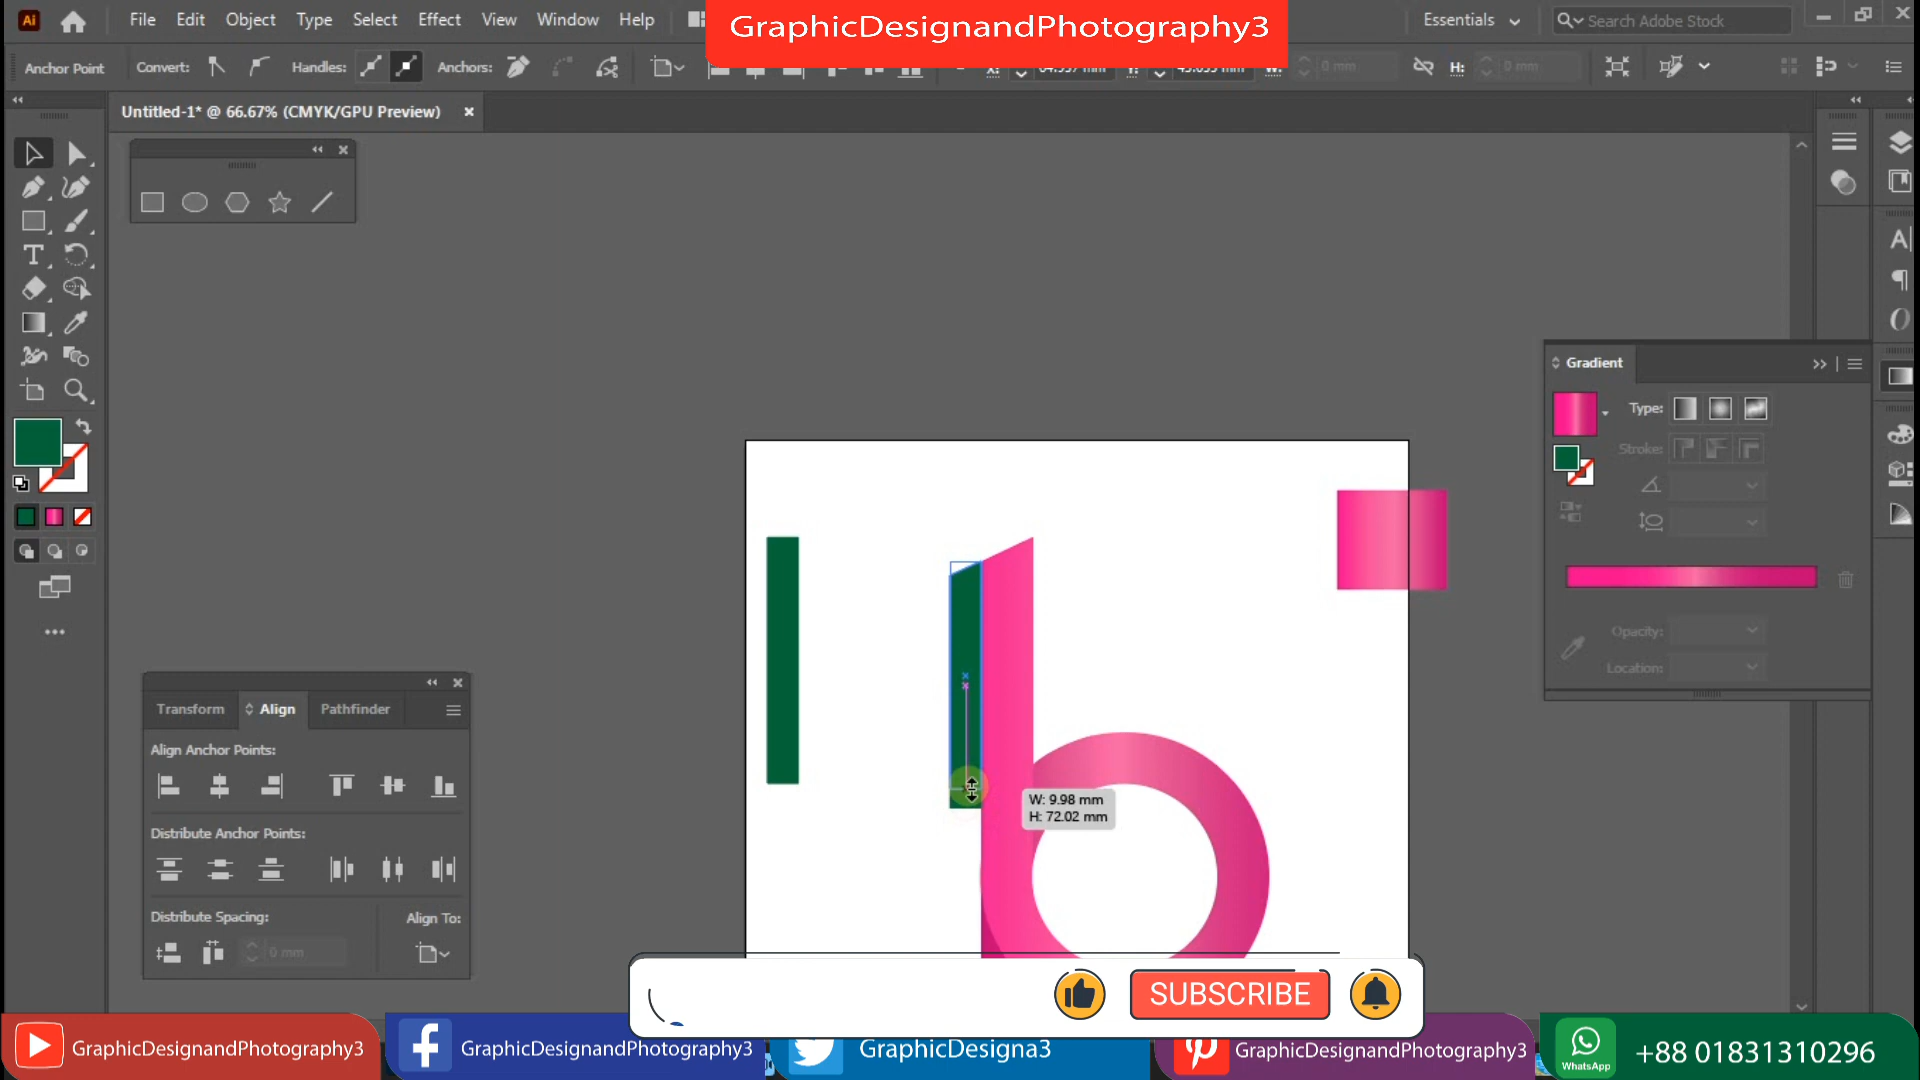 GraphicDesignandPhotography3
Ai File Edit Object Type Select Effect View Window Help
Essentials Search Adobe Stock
Anchor Point Convert: Handles: Anchors: X: Y: 0 mm H: 0 mm
Untitled-1* @ 66.67% (CMYK/GPU Preview)
Gradient
Type:
Stroke:
Opacity:
Location:
Transform Align Pathfinder
Align Anchor Points:
Distribute Anchor Points:
Distribute Spacing: Align To:
0 mm
W: 9.98 mm
H: 72.02 mm
SUBSCRIBE
GraphicDesignandPhotography3
GraphicDesignandPhotography3
GraphicDesigna3
GraphicDesignandPhotography3
WhatsApp
+88 01831310296